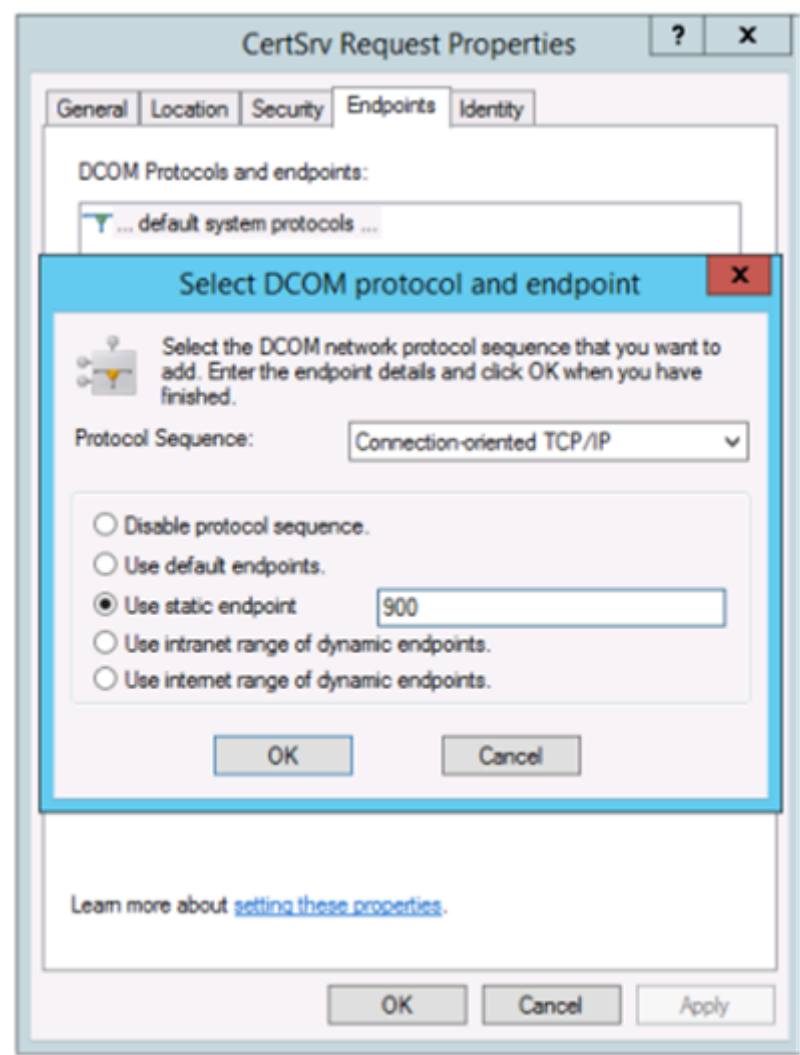 CertSrv Request Properties
? x
General Location Security Endpoints Identity
DCOM Protocols and endpoints:
... default system protocols ...
Select DCOM protocol and endpoint
x
Select the DCOM network protocol sequence that you want to
add. Enter the endpoint details and click OK when you have
finished.
Protocol Sequence: Connection-oriented TCP/IP
Disable protocol sequence.
Use default endpoints.
Use static endpoint 900
Use intranet range of dynamic endpoints.
Use internet range of dynamic endpoints.
OK Cancel
Learn more about setting these properties.
OK Cancel Apply